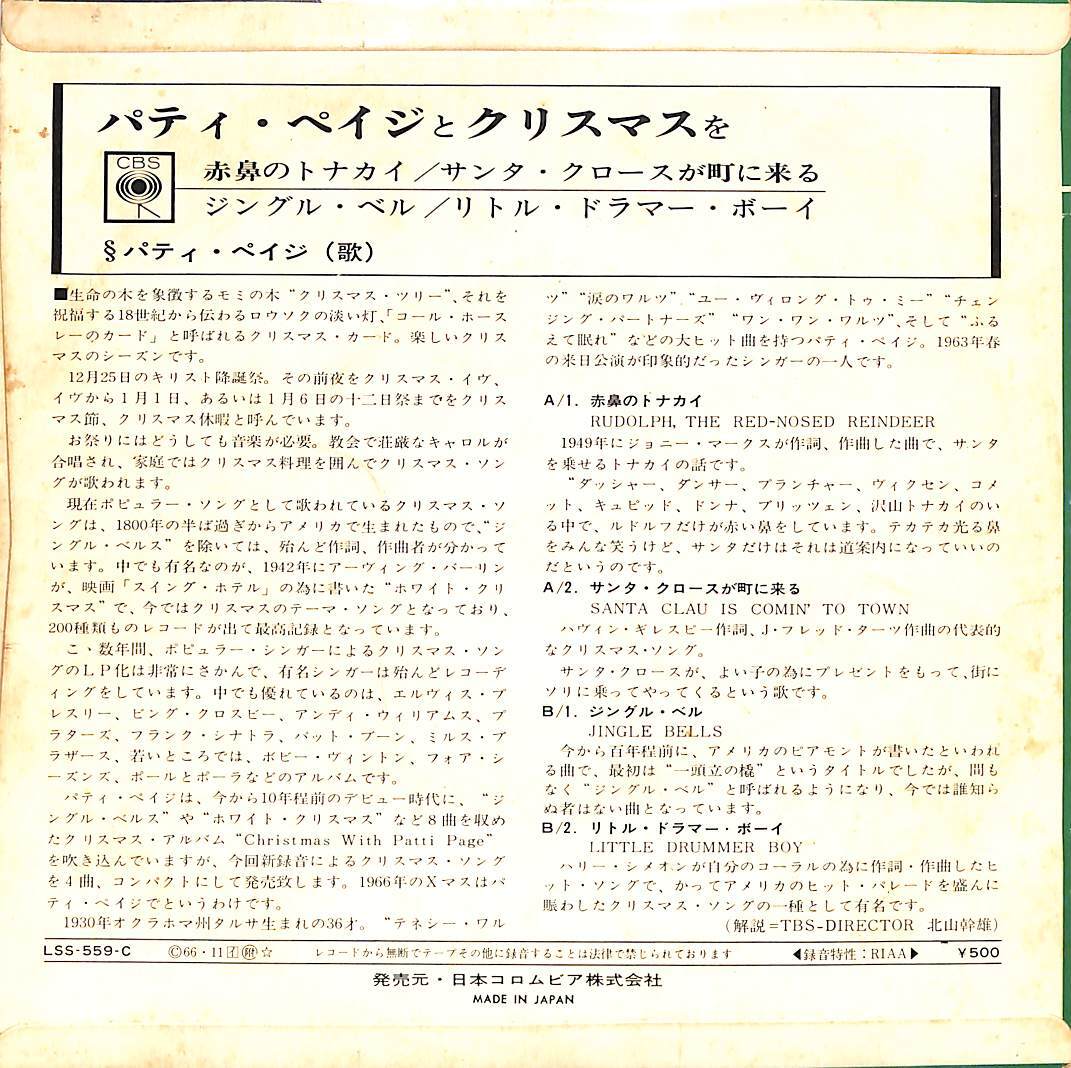 パティ・ペイジとクリスマスを
CBS
赤鼻のトナカイ／サンタ・クロースが町に来る
ジングル・ベル／リトル・ドラマー・ボーイ
§パティ・ペイジ（歌）
■生命の木を象徴するモミの木“クリスマス・ツリー”、それを
祝福する18世紀から伝わるロウソクの淡い灯、「コール・ホース
レーのカード」と呼ばれるクリスマス・カード。楽しいクリス
マスのシーズンです。
12月25日のキリスト降誕祭。その前夜をクリスマス・イヴ、
イヴから１月１日、あるいは１月６日の十二日祭までをクリス
マス節、クリスマス休暇と呼んでいます。
お祭りにはどうしても音楽が必要。教会で荘厳なキャロルが
合唱され、家庭ではクリスマス料理を囲んでクリスマス・ソン
グが歌われます。
現在ポピュラー・ソングとして歌われているクリスマス・ソ
ングは、1800年の半ば過ぎからアメリカで生まれたもので、“ジ
ングル・ベルス”を除いては、殆んど作詞、作曲者が分かって
います。中でも有名なのが、1942年にアーヴィング・バーリン
が、映画「スイング・ホテル」の為に書いた“ホワイト・クリ
スマス”で、今ではクリスマスのテーマ・ソングとなっており、
200種類ものレコードが出て最高記録となっています。
こゝ数年間、ポピュラー・シンガーによるクリスマス・ソン
グのＬＰ化は非常にさかんで、有名シンガーは殆んどレコーデ
ィングをしています。中でも優れているのは、エルヴィス・プ
レスリー、ビング・クロスビー、アンディ・ウィリアムス、プ
ラターズ、フランク・シナトラ、パット・ブーン、ミルス・ブ
ラザース、若いところでは、ボビー・ヴィントン、フォア・シ
ーズンズ、ポールとポーラなどのアルバムです。
パティ・ペイジは、今から10年程前のデビュー時代に、“ジ
ングル・ベルス”や“ホワイト・クリスマス”など８曲を収め
たクリスマス・アルバム“Christmas With Patti Page”
を吹き込んでいますが、今回新録音によるクリスマス・ソング
を４曲、コンパクトにして発売致します。1966年のＸマスはパ
ティ・ペイジでというわけです。
1930年オクラホマ州タルサ生まれの36才。“テネシー・ワル
ツ”“涙のワルツ”“ユー・ヴィロング・トゥ・ミー”“チェン
ジング・パートナーズ”“ワン・ワン・ワルツ”、そして“ふる
えて眠れ”などの大ヒット曲を持つパティ・ペイジ。1963年春
の来日公演が印象的だったシンガーの一人です。
A/1. 赤鼻のトナカイ
RUDOLPH, THE RED-NOSED REINDEER
1949年にジョニー・マークスが作詞、作曲した曲で、サンタ
を乗せるトナカイの話です。
“ダッシャー、ダンサー、プランチャー、ヴィクセン、コメ
ット、キュピッド、ドンナ、ブリッツェン、沢山トナカイのい
る中で、ルドルフだけが赤い鼻をしています。テカテカ光る鼻
をみんな笑うけど、サンタだけはそれは道案内になっていいの
だというのです。
A/2. サンタ・クロースが町に来る
SANTA CLAU IS COMIN' TO TOWN
ハヴィン・ギレスピー作詞、J・フレッド・ターツ作曲の代表的
なクリスマス・ソング。
サンタ・クロースが、よい子の為にプレゼントをもって、街に
ソリに乗ってやってくるという歌です。
B/1. ジングル・ベル
JINGLE BELLS
今から百年程前に、アメリカのピアモントが書いたといわれ
る曲で、最初は“一頭立の橇”というタイトルでしたが、間も
なく“ジングル・ベル”と呼ばれるようになり、今では誰知ら
ぬ者はない曲となっています。
B/2. リトル・ドラマー・ボーイ
LITTLE DRUMMER BOY
ハリー・シメオンが自分のコーラルの為に作詞・作曲したヒ
ット・ソングで、かってアメリカのヒット・パレードを盛んに
賑わしたクリスマス・ソングの一種として有名です。
（解説＝TBS-DIRECTOR 北山幹雄）
LSS-559-C Ⓒ66・11 ㊑ ☆ レコードから無断でテープその他に録音することは法律で禁じられております ◀録音特性：RIAA▶ ¥500
発売元・日本コロムビア株式会社
MADE IN JAPAN